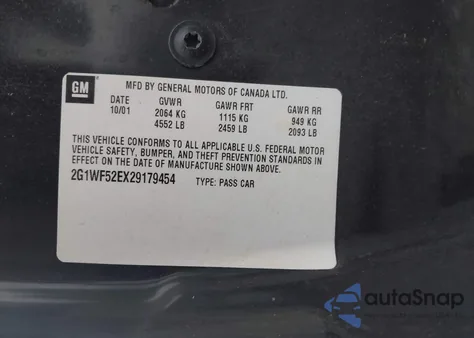 GM
MFD BY GENERAL MOTORS OF CANADA LTD.
DATE GVWR GAWR FRT GAWR RR
10/01 2064 KG 1115 KG 949 KG
4552 LB 2459 LB 2093 LB
THIS VEHICLE CONFORMS TO ALL APPLICABLE U.S. FEDERAL MOTOR
VEHICLE SAFETY, BUMPER, AND THEFT PREVENTION STANDARDS IN
EFFECT ON THE DATE OF MANUFACTURE SHOWN ABOVE.
2G1WF52EX29179454 TYPE: PASS CAR
autoSnap